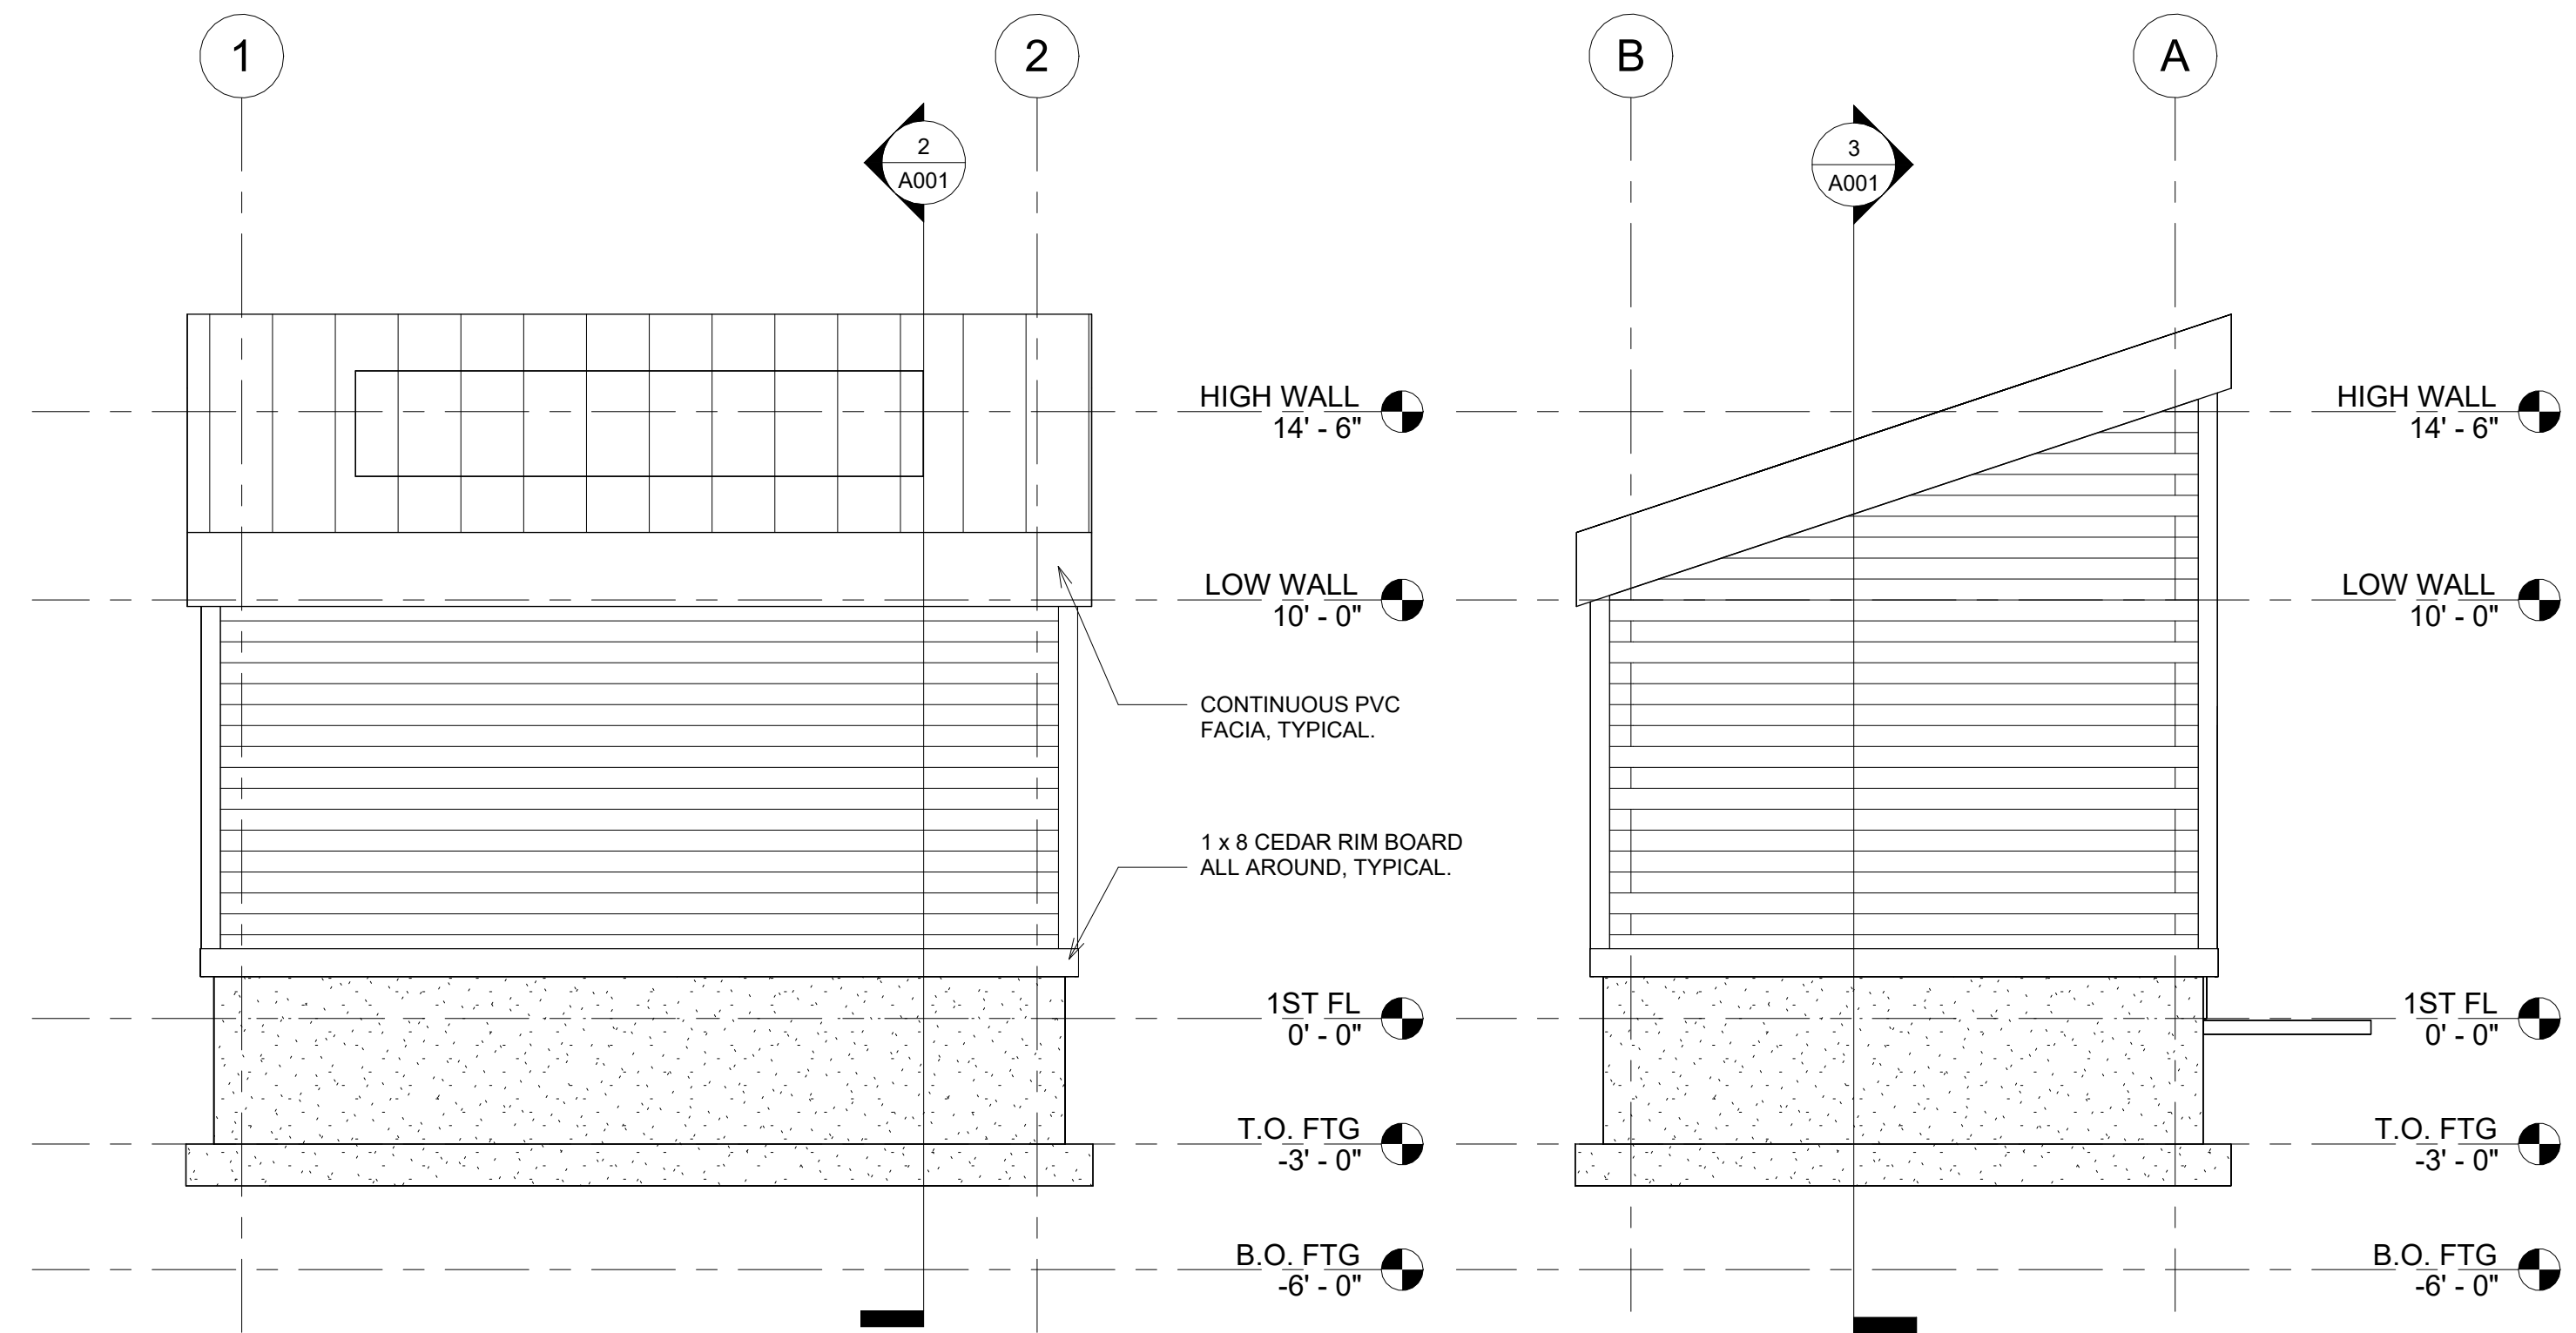 1
2
B
A
2
A001
3
A001
HIGH WALL
14' - 6"
HIGH WALL
14' - 6"
LOW WALL
10' - 0"
LOW WALL
10' - 0"
CONTINUOUS PVC
FACIA, TYPICAL.
1 x 8 CEDAR RIM BOARD
ALL AROUND, TYPICAL.
1ST FL
0' - 0"
1ST FL
0' - 0"
T.O. FTG
-3' - 0"
T.O. FTG
-3' - 0"
B.O. FTG
-6' - 0"
B.O. FTG
-6' - 0"